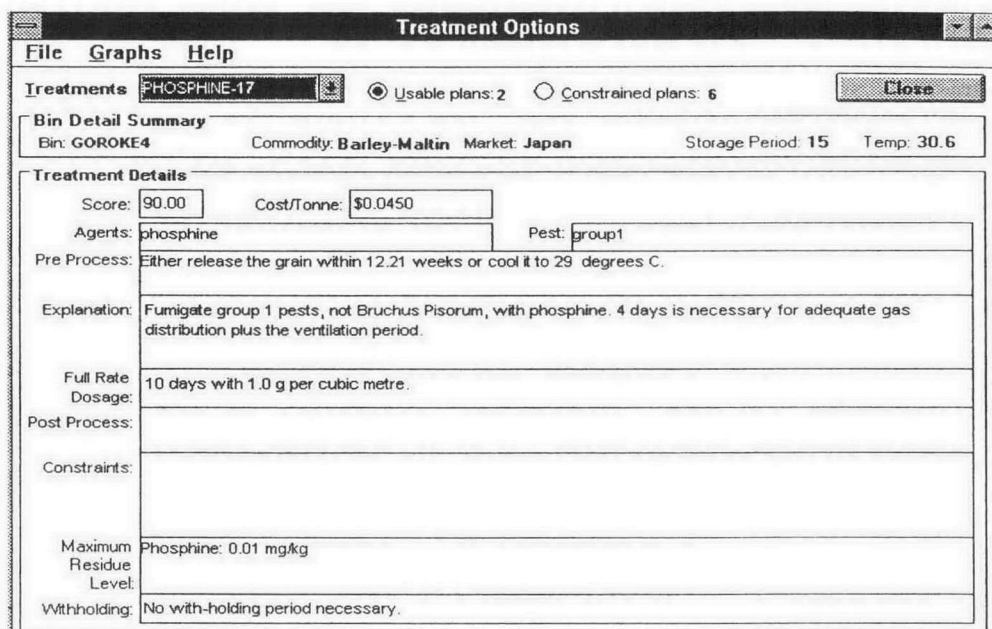 Treatment Options
File Graphs Help
Treatments PHOSPHINE-17 Usable plans: 2 Constrained plans: 6 Close
Bin Detail Summary
Bin: GOROKE4 Commodity: Barley-Maltin Market: Japan Storage Period: 15 Temp: 30.6
Treatment Details
Score: 90.00 Cost/Tonne: $0.0450
Agents: phosphine Pest: group1
Pre Process: Either release the grain within 12.21 weeks or cool it to 29 degrees C.
Explanation: Fumigate group 1 pests, not Bruchus Pisorum, with phosphine. 4 days is necessary for adequate gas
distribution plus the ventilation period.
Full Rate
Dosage: 10 days with 1.0 g per cubic metre.
Post Process:
Constraints:
Maximum Phosphine: 0.01 mg/kg
Residue
Level:
Withholding: No with-holding period necessary.